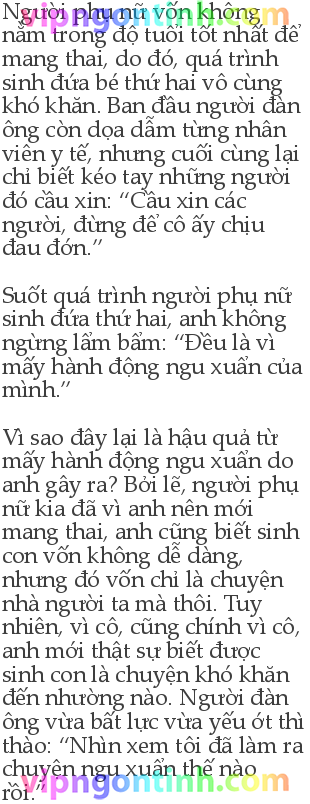 vipngontinh.com
Người phụ nữ vốn không
nằm trong độ tuổi tốt nhất để
mang thai, do đó, quá trình
sinh đứa bé thứ hai vô cùng
khó khăn. Ban đầu người đàn
ông còn dọa dẫm từng nhân
viên y tế, nhưng cuối cùng lại
chỉ biết kéo tay những người
đó cầu xin: “Cầu xin các
người, đừng để cô ấy chịu
đau đớn.”
Suốt quá trình người phụ nữ
sinh đứa thứ hai, anh không
ngừng lẩm bẩm: “Đều là vì
mấy hành động ngu xuẩn của
mình.”
Vì sao đây lại là hậu quả từ
mấy hành động ngu xuẩn do
anh gây ra? Bởi lẽ, người phụ
nữ kia đã vì anh nên mới
mang thai, anh cũng biết sinh
con vốn không dễ dàng,
nhưng đó vốn chỉ là chuyện
nhà người ta mà thôi. Tuy
nhiên, vì cô, cũng chính vì cô,
anh mới thật sự biết được
sinh con là chuyện khó khăn
đến nhường nào. Người đàn
ông vừa bất lực vừa yếu ớt thì
thào: “Nhìn xem tôi đã làm ra
chuyện ngu xuẩn thế nào
rồi.”
vipngontinh.com